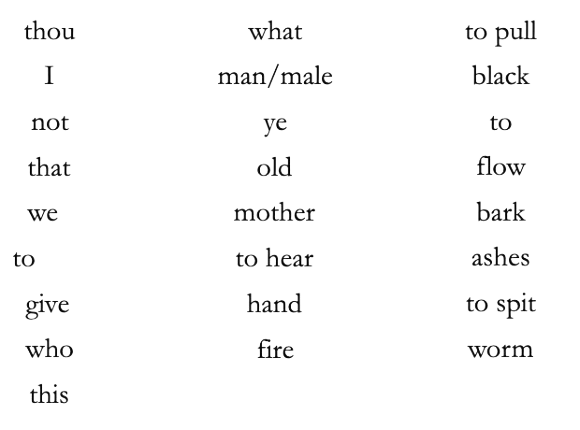 thou
I
not
that
we
to
give
who
this
what
man/male
ye
old
mother
to hear
hand
fire
to pull
black
to
flow
bark
ashes
to spit
worm